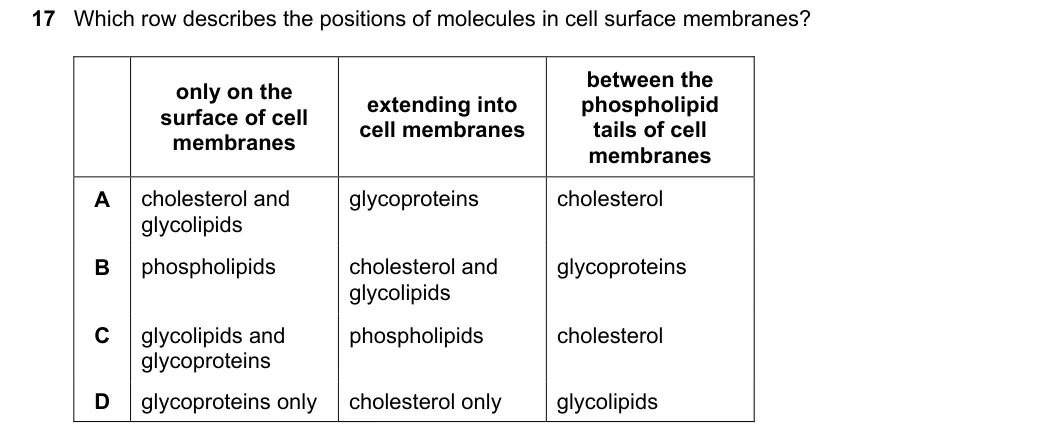 17 Which row describes the positions of molecules in cell surface membranes?
only on the
surface of cell
membranes
extending into
cell membranes
between the
phospholipid
tails of cell
membranes
A cholesterol and
glycolipids
glycoproteins
cholesterol
B phospholipids
cholesterol and
glycolipids
glycoproteins
C glycolipids and
glycoproteins
phospholipids
cholesterol
D glycoproteins only
cholesterol only
glycolipids